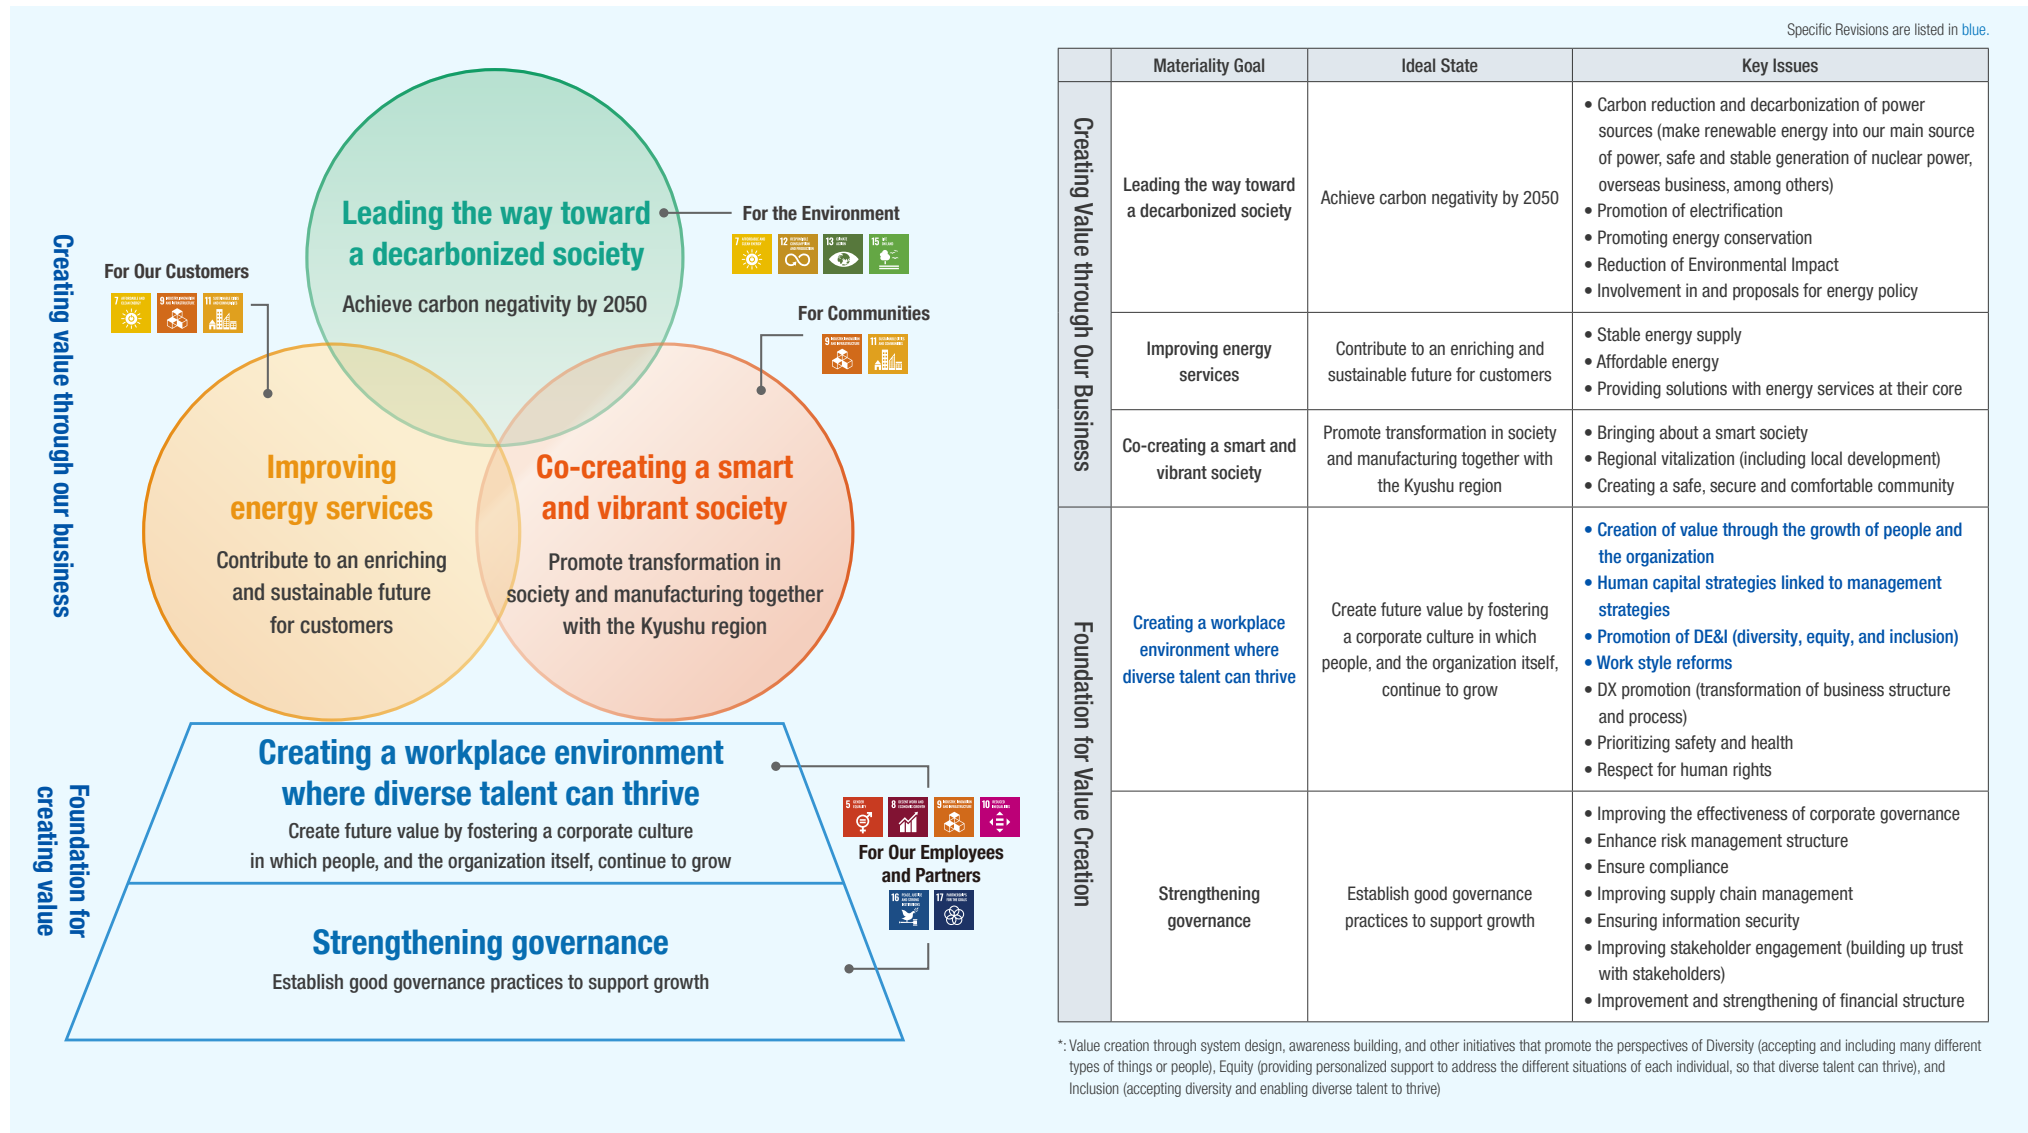 Specific Revisions are listed in blue.
Creating value through our business
Leading the way toward
a decarbonized society
Achieve carbon negativity by 2050
For the Environment
7
12
13
15
For Our Customers
7
9
11
For Communities
9
11
Improving
energy services
Contribute to an enriching
and sustainable future
for customers
Co-creating a smart
and vibrant society
Promote transformation in
society and manufacturing together
with the Kyushu region
Foundation for
creating value
Creating a workplace environment
where diverse talent can thrive
Create future value by fostering a corporate culture
in which people, and the organization itself, continue to grow
5
8
9
10
For Our Employees
and Partners
16
17
Strengthening governance
Establish good governance practices to support growth
Materiality Goal
Ideal State
Key Issues
Creating Value through Our Business
Leading the way toward
a decarbonized society
Achieve carbon negativity by 2050
• Carbon reduction and decarbonization of power
sources (make renewable energy into our main source
of power, safe and stable generation of nuclear power,
overseas business, among others)
• Promotion of electrification
• Promoting energy conservation
• Reduction of Environmental Impact
• Involvement in and proposals for energy policy
Improving energy
services
Contribute to an enriching and
sustainable future for customers
• Stable energy supply
• Affordable energy
• Providing solutions with energy services at their core
Co-creating a smart and
vibrant society
Promote transformation in society
and manufacturing together with
the Kyushu region
• Bringing about a smart society
• Regional vitalization (including local development)
• Creating a safe, secure and comfortable community
Foundation for Value Creation
Creating a workplace
environment where
diverse talent can thrive
Create future value by fostering
a corporate culture in which
people, and the organization itself,
continue to grow
• Creation of value through the growth of people and
the organization
• Human capital strategies linked to management
strategies
• Promotion of DE&I (diversity, equity, and inclusion)
• Work style reforms
• DX promotion (transformation of business structure
and process)
• Prioritizing safety and health
• Respect for human rights
Strengthening
governance
Establish good governance
practices to support growth
• Improving the effectiveness of corporate governance
• Enhance risk management structure
• Ensure compliance
• Improving supply chain management
• Ensuring information security
• Improving stakeholder engagement (building up trust
with stakeholders)
• Improvement and strengthening of financial structure
*: Value creation through system design, awareness building, and other initiatives that promote the perspectives of Diversity (accepting and including many different
types of things or people), Equity (providing personalized support to address the different situations of each individual, so that diverse talent can thrive), and
Inclusion (accepting diversity and enabling diverse talent to thrive)